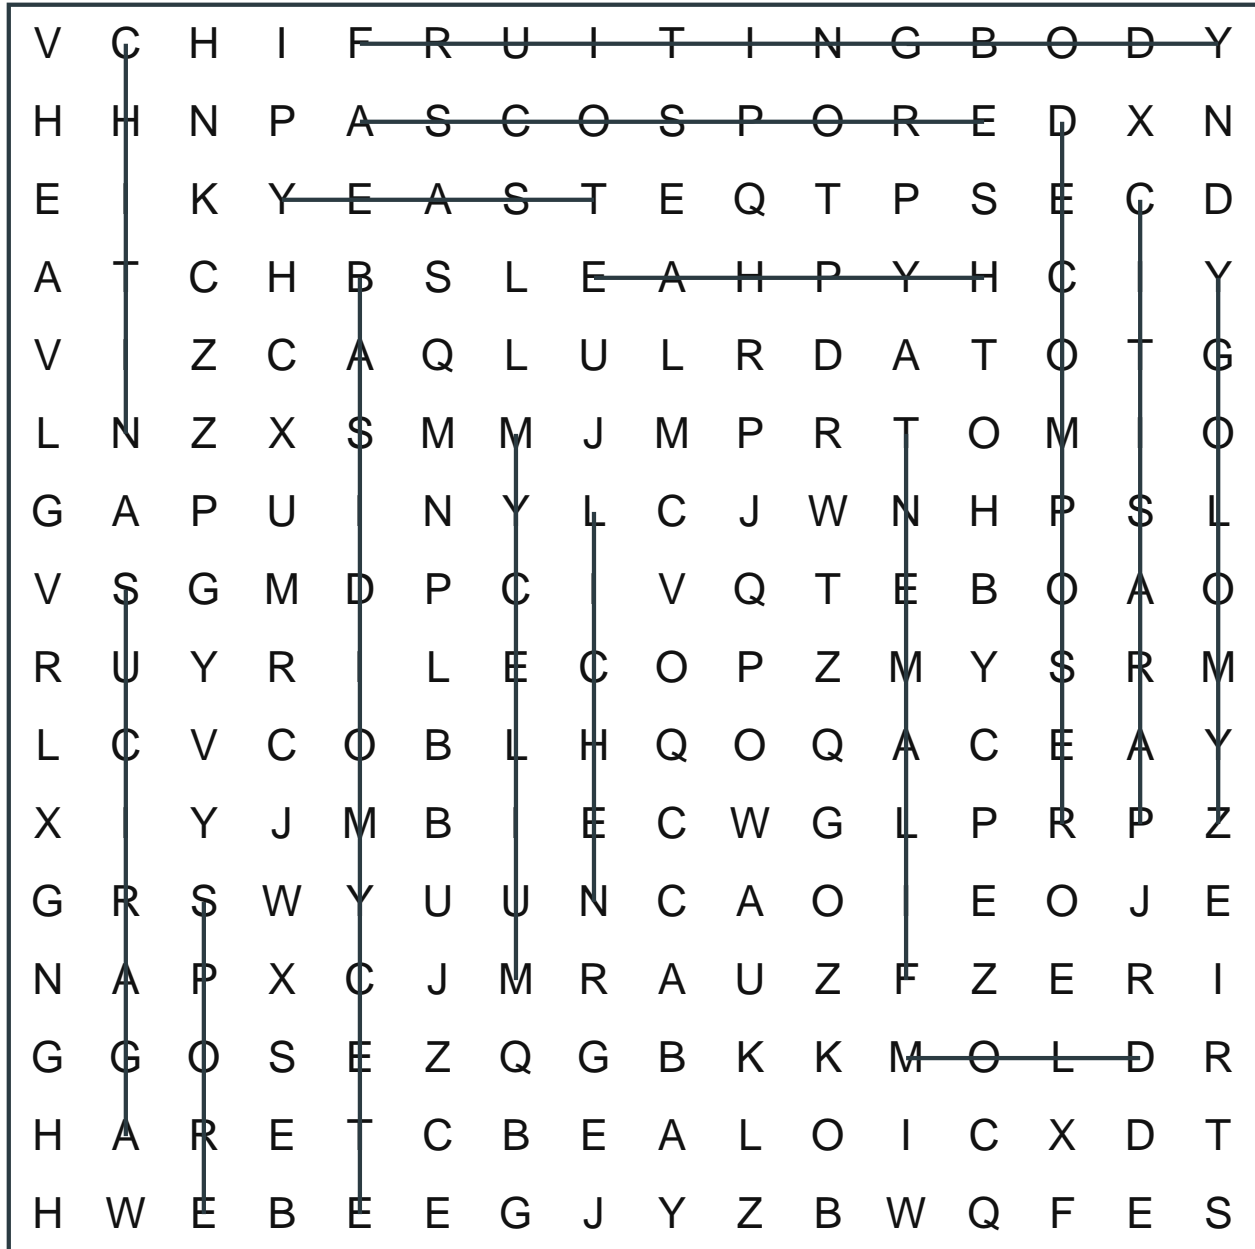 V C H I F R U I T I N G B O D Y
H H N P A S C O S P O R E D X N
E I K Y E A S T E Q T P S E C D
A T C H B S L E A H P Y H C I Y
V I Z C A Q L U L R D A T O T G
L N Z X S M M J M P R T O M I O
G A P U I N Y L C J W N H P S L
V S G M D P C I V Q T E B O A O
R U Y R I L E C O P Z M Y S R M
L C V C O B L H Q O Q A C E A Y
X I Y J M B I E C W G L P R P Z
G R S W Y U U N C A O I E O J E
N A P X C J M R A U Z F Z E R I
G G O S E Z Q G B K K M O L D R
H A R E T C B E A L O I C X D T
H W E B E E G J Y Z B W Q F E S